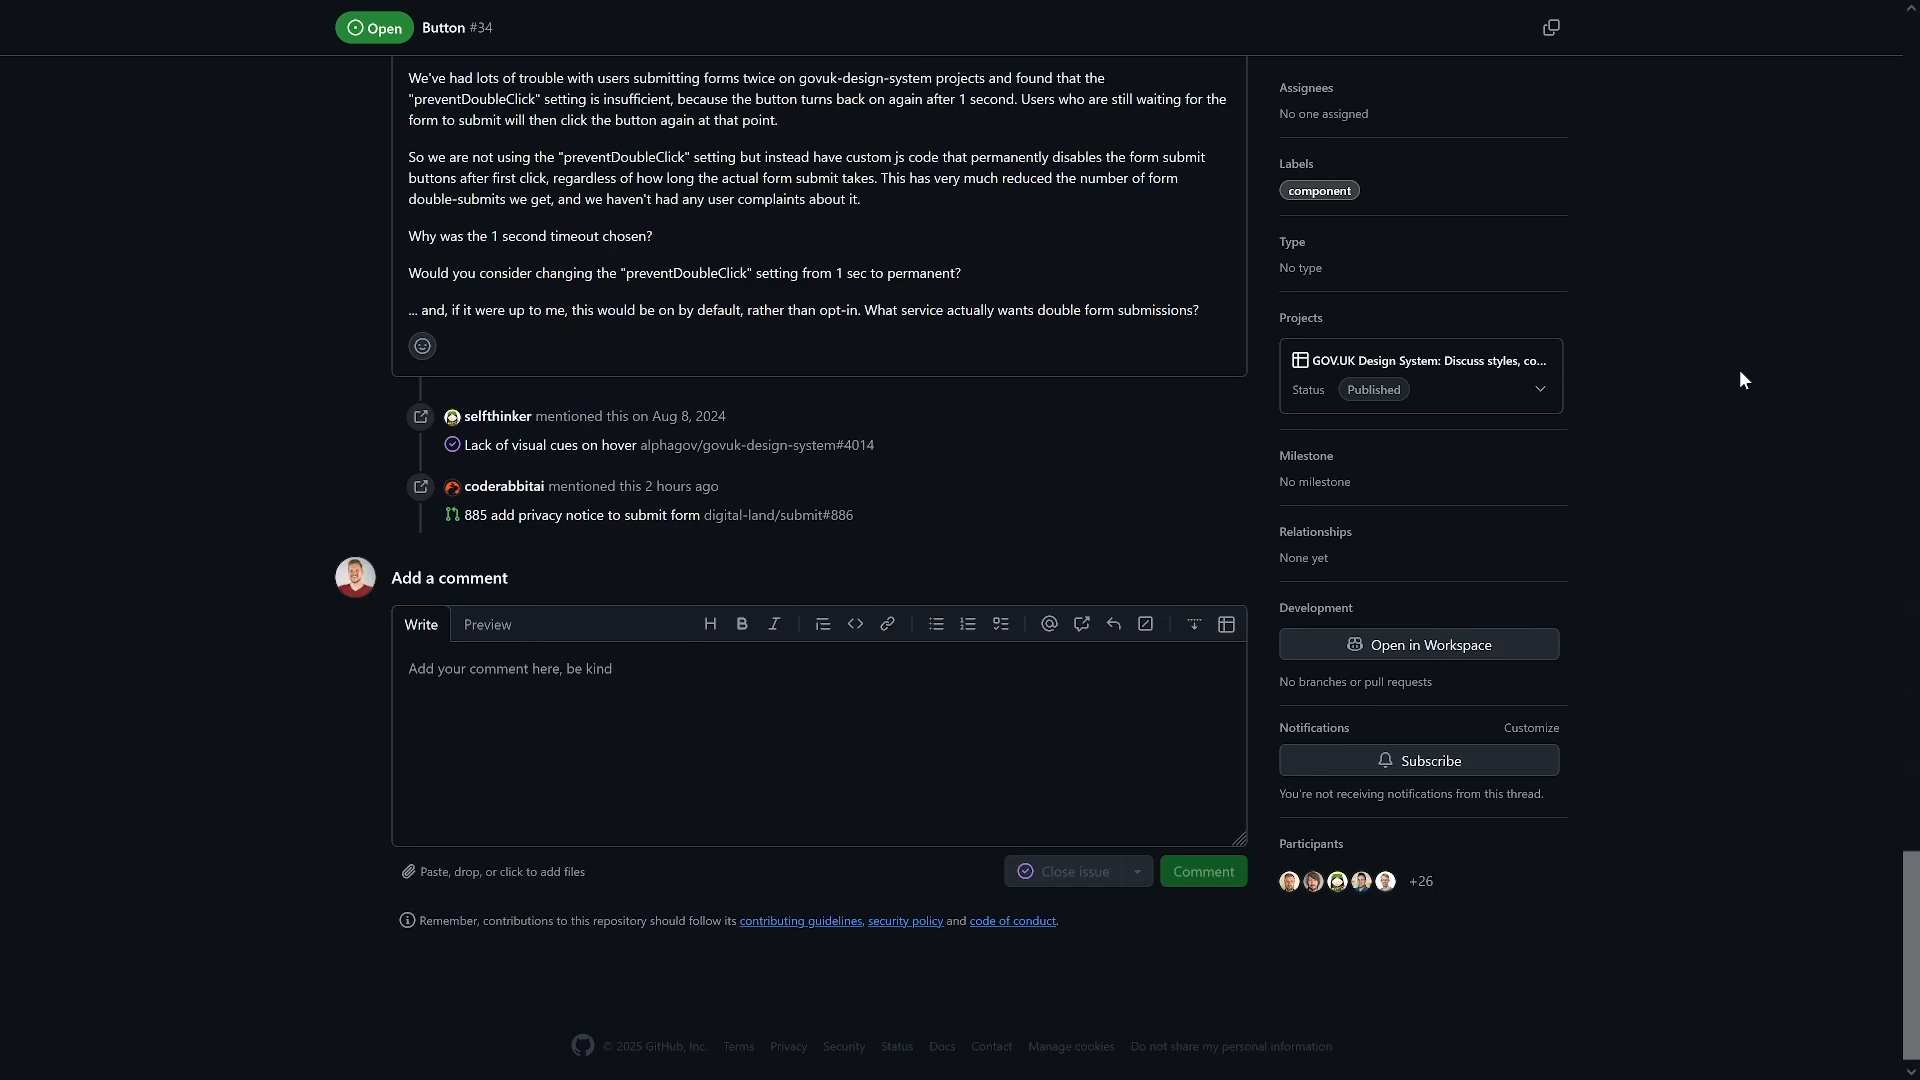 Open Button #34
We've had lots of trouble with users submitting forms twice on govuk-design-system projects and found that the
"preventDoubleClick" setting is insufficient, because the button turns back on again after 1 second. Users who are still waiting for the
form to submit will then click the button again at that point.
So we are not using the "preventDoubleClick" setting but instead have custom js code that permanently disables the form submit
buttons after first click, regardless of how long the actual form submit takes. This has very much reduced the number of form
double-submits we get, and we haven't had any user complaints about it.
Why was the 1 second timeout chosen?
Would you consider changing the "preventDoubleClick" setting from 1 sec to permanent?
... and, if it were up to me, this would be on by default, rather than opt-in. What service actually wants double form submissions?
selfthinker mentioned this on Aug 8, 2024
Lack of visual cues on hover alphagov/govuk-design-system#4014
coderabbitai mentioned this 2 hours ago
885 add privacy notice to submit form digital-land/submit#886
Add a comment
Write Preview
Add your comment here, be kind
Paste, drop, or click to add files
Close issue Comment
Remember, contributions to this repository should follow its contributing guidelines, security policy and code of conduct.
Assignees
No one assigned
Labels
component
Type
No type
Projects
GOV.UK Design System: Discuss styles, co...
Status Published
Milestone
No milestone
Relationships
None yet
Development
Open in Workspace
No branches or pull requests
Notifications Customize
Subscribe
You're not receiving notifications from this thread.
Participants
+26
© 2025 GitHub, Inc. Terms Privacy Security Status Docs Contact Manage cookies Do not share my personal information